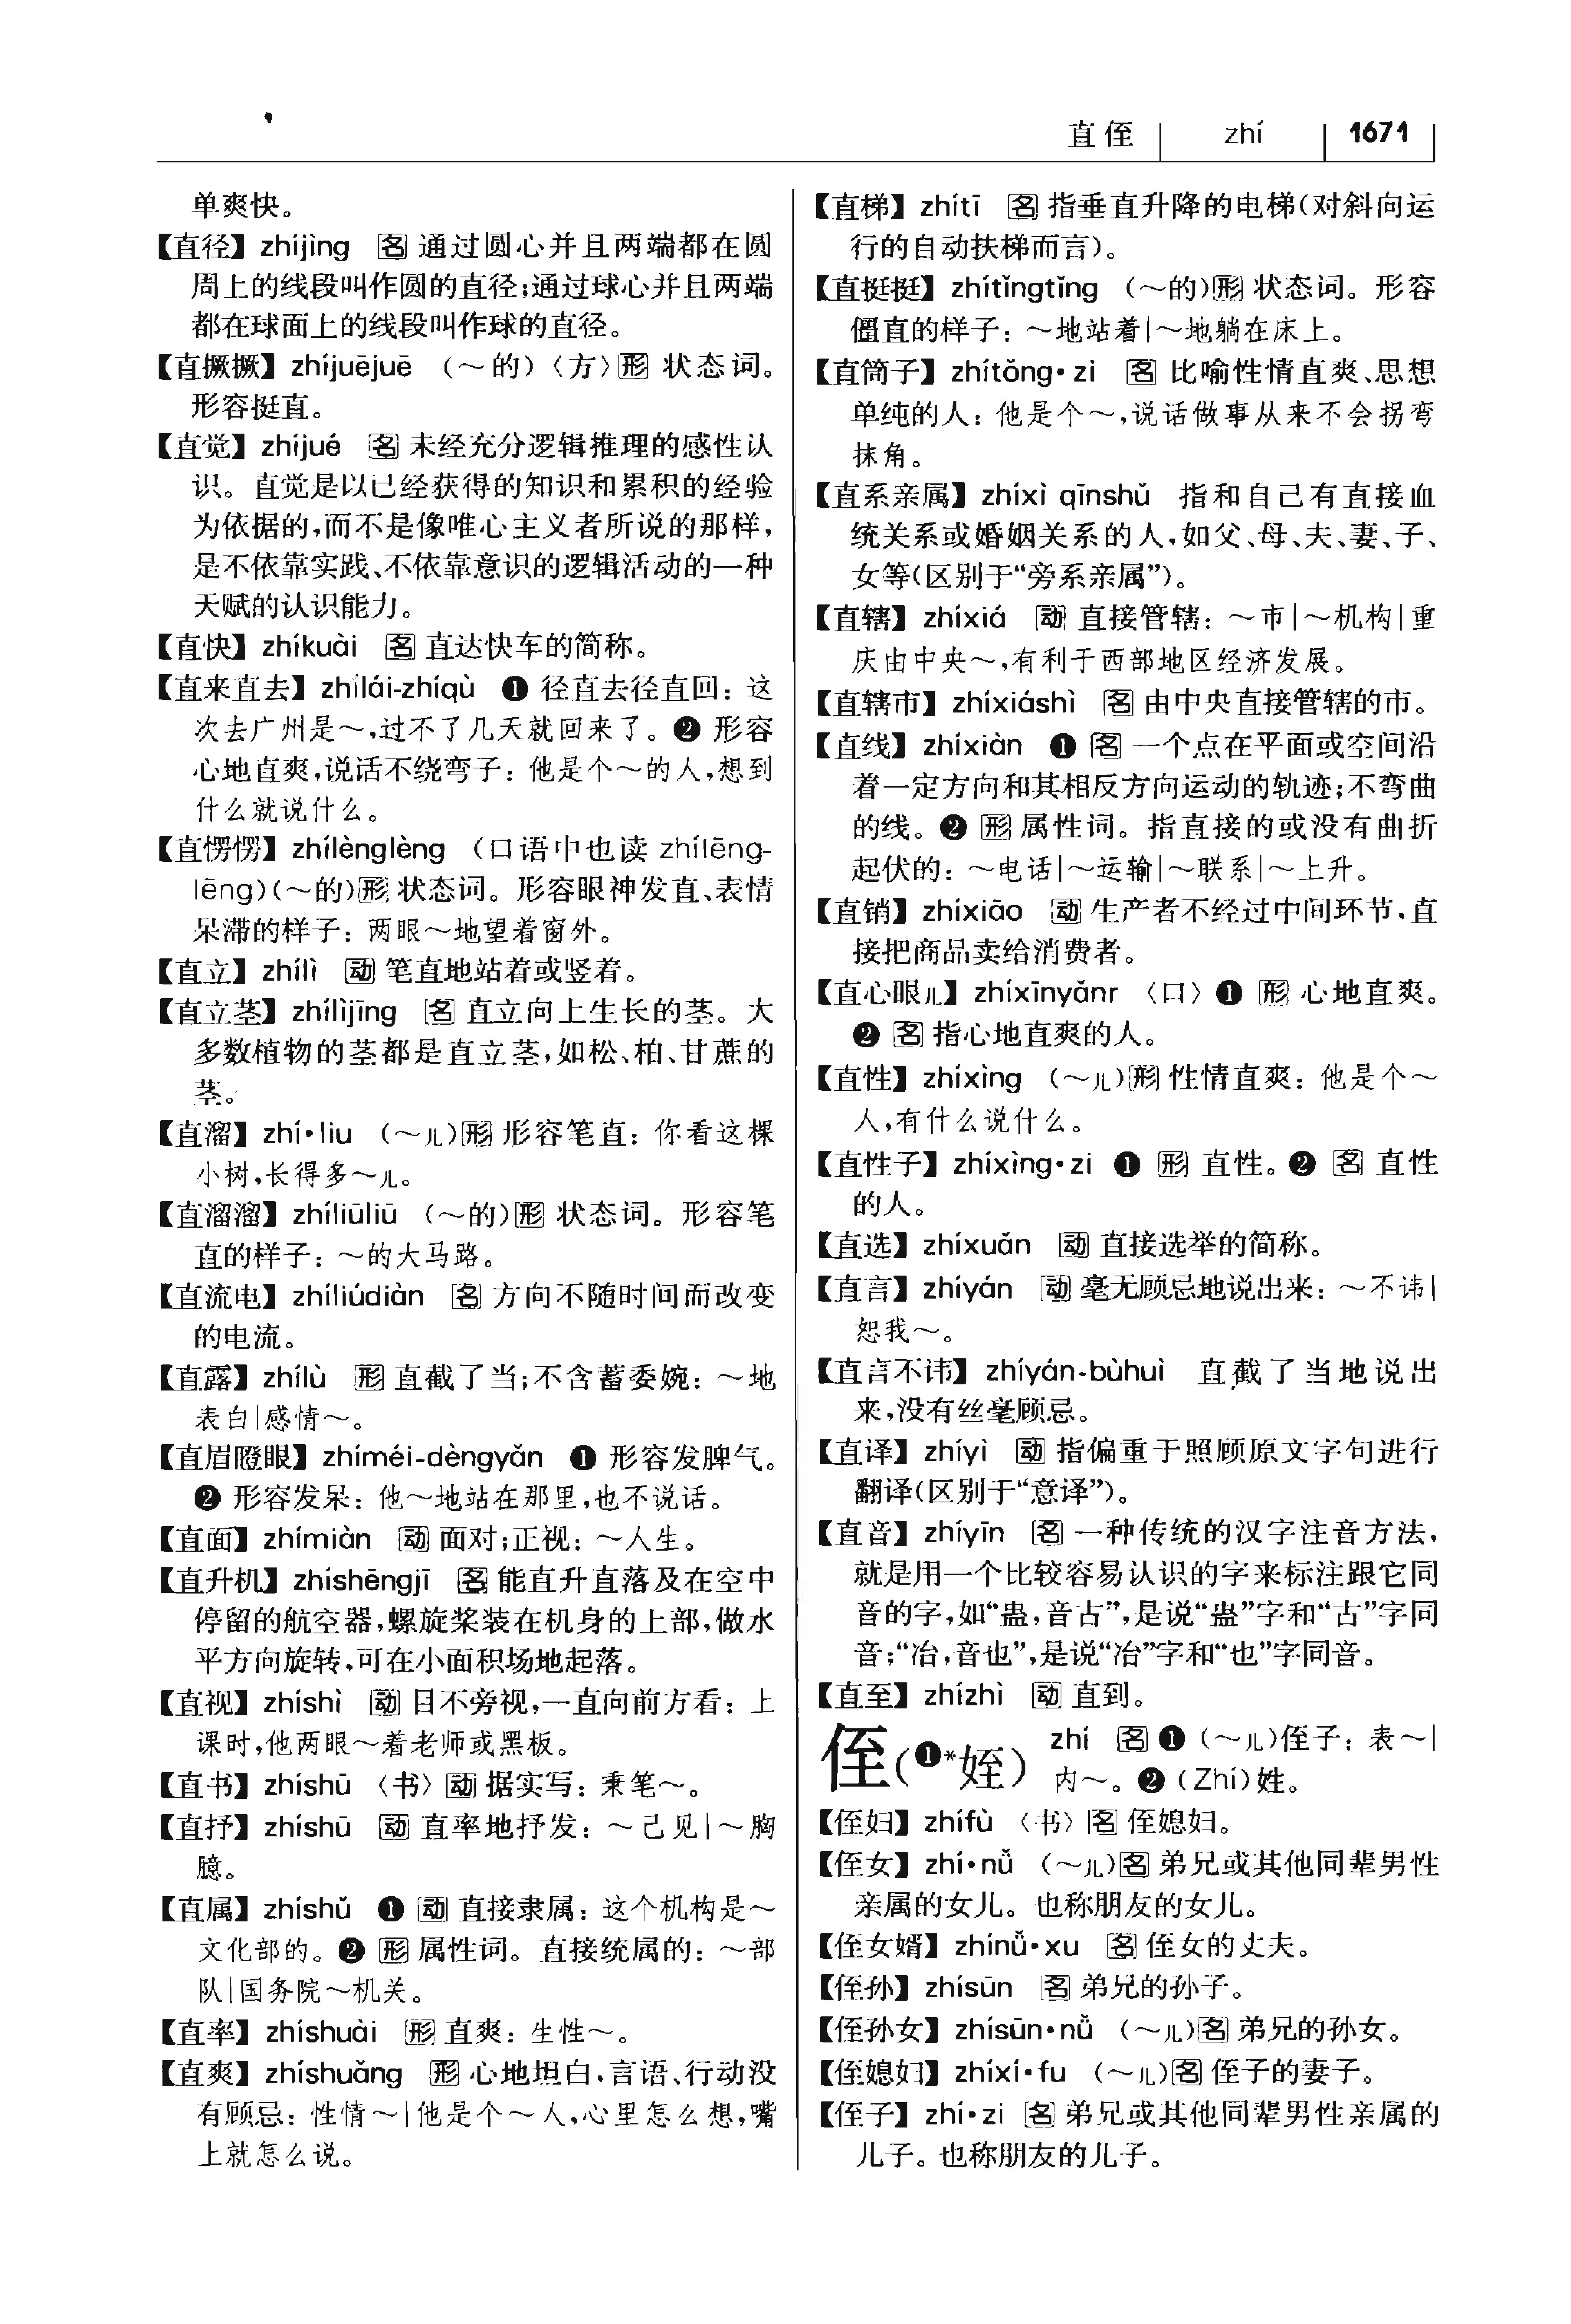 直 侄 zhí 1671
单爽快。
【直径】 zhíjìng 名 通过圆心并且两端都在圆
周上的线段叫作圆的直径;通过球心并且两端
都在球面上的线段叫作球的直径。
【直撅撅】 zhíjuējuē (～的)〈方〉形 状态词。
形容挺直。
【直觉】 zhíjué 名 未经充分逻辑推理的感性认
识。直觉是以已经获得的知识和累积的经验
为依据的,而不是像唯心主义者所说的那样,
是不依靠实践、不依靠意识的逻辑活动的一种
天赋的认识能力。
【直快】 zhíkuài 名 直达快车的简称。
【直来直去】 zhílái-zhíqù ❶ 径直去径直回：这
次去广州是～,过不了几天就回来了。❷ 形容
心地直爽,说话不绕弯子：他是个～的人,想到
什么就说什么。
【直愣愣】 zhílènglèng (口语中也读 zhílēng-
lēng)(～的)形 状态词。形容眼神发直、表情
呆滞的样子：两眼～地望着窗外。
【直立】 zhílì 动 笔直地站着或竖着。
【直立茎】 zhílìjīng 名 直立向上生长的茎。大
多数植物的茎都是直立茎,如松、柏、甘蔗的
茎。
【直溜】 zhí•liu (～儿)形 形容笔直：你看这棵
小树,长得多～儿。
【直溜溜】 zhíliūliū (～的)形 状态词。形容笔
直的样子：～的大马路。
【直流电】 zhíliúdiàn 名 方向不随时间而改变
的电流。
【直露】 zhílù 形 直截了当;不含蓄委婉：～地
表白|感情～。
【直眉瞪眼】 zhíméi-dèngyǎn ❶ 形容发脾气。
❷ 形容发呆：他～地站在那里,也不说话。
【直面】 zhímiàn 动 面对;正视：～人生。
【直升机】 zhíshēngjī 名 能直升直落及在空中
停留的航空器,螺旋桨装在机身的上部,做水
平方向旋转,可在小面积场地起落。
【直视】 zhíshì 动 目不旁视,一直向前方看：上
课时,他两眼～着老师或黑板。
【直书】 zhíshū 〈书〉动 据实写：秉笔～。
【直抒】 zhíshū 动 直率地抒发：～己见|～胸
臆。
【直属】 zhíshǔ ❶ 动 直接隶属：这个机构是～
文化部的。❷ 形 属性词。直接统属的：～部
队|国务院～机关。
【直率】 zhíshuài 形 直爽：生性～。
【直爽】 zhíshuǎng 形 心地坦白,言语、行动没
有顾忌：性情～|他是个～人,心里怎么想,嘴
上就怎么说。
【直梯】 zhítī 名 指垂直升降的电梯(对斜向运
行的自动扶梯而言)。
【直挺挺】 zhítǐngtǐng (～的)形 状态词。形容
僵直的样子：～地站着|～地躺在床上。
【直筒子】 zhítǒng•zi 名 比喻性情直爽、思想
单纯的人：他是个～,说话做事从来不会拐弯
抹角。
【直系亲属】 zhíxì qīnshǔ 指和自己有直接血
统关系或婚姻关系的人,如父、母、夫、妻、子、
女等(区别于“旁系亲属”)。
【直辖】 zhíxiá 动 直接管辖：～市|～机构|重
庆由中央～,有利于西部地区经济发展。
【直辖市】 zhíxiáshì 名 由中央直接管辖的市。
【直线】 zhíxiàn ❶ 名 一个点在平面或空间沿
着一定方向和其相反方向运动的轨迹;不弯曲
的线。❷ 形 属性词。指直接的或没有曲折
起伏的：～电话|～运输|～联系|～上升。
【直销】 zhíxiāo 动 生产者不经过中间环节,直
接把商品卖给消费者。
【直心眼儿】 zhíxīnyǎnr 〈口〉❶ 形 心地直爽。
❷ 名 指心地直爽的人。
【直性】 zhíxìng (～儿)形 性情直爽：他是个～
人,有什么说什么。
【直性子】 zhíxìng•zi ❶ 形 直性。❷ 名 直性
的人。
【直选】 zhíxuǎn 动 直接选举的简称。
【直言】 zhíyán 动 毫无顾忌地说出来：～不讳|
恕我～。
【直言不讳】 zhíyán-bùhuì 直截了当地说出
来,没有丝毫顾忌。
【直译】 zhíyì 动 指偏重于照顾原文字句进行
翻译(区别于“意译”)。
【直音】 zhíyīn 名 一种传统的汉字注音方法,
就是用一个比较容易认识的字来标注跟它同
音的字,如“蛊,音古”,是说“蛊”字和“古”字同
音;“冶,音也”,是说“冶”字和“也”字同音。
【直至】 zhízhì 动 直到。
侄(❶*姪) zhí 名 ❶ (～儿)侄子：表～|
内～。❷ (Zhí)姓。
【侄妇】 zhífù 〈书〉名 侄媳妇。
【侄女】 zhí•nǚ (～儿)名 弟兄或其他同辈男性
亲属的女儿。也称朋友的女儿。
【侄女婿】 zhínǚ•xu 名 侄女的丈夫。
【侄孙】 zhísūn 名 弟兄的孙子。
【侄孙女】 zhísūn•nǚ (～儿)名 弟兄的孙女。
【侄媳妇】 zhíxí•fu (～儿)名 侄子的妻子。
【侄子】 zhí•zi 名 弟兄或其他同辈男性亲属的
儿子。也称朋友的儿子。